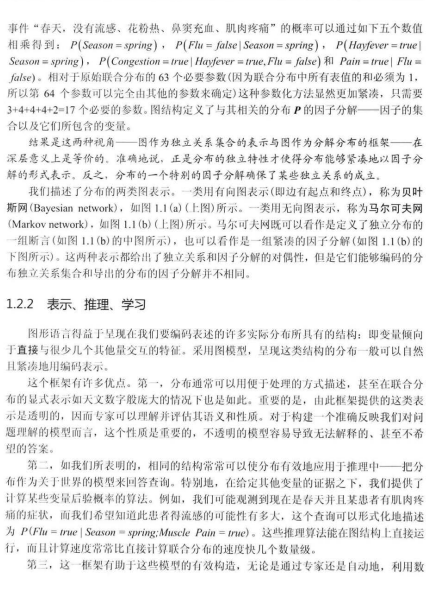 事件“春天，没有流感、花粉热、鼻窦充血、肌肉疼痛”的概率可以通过如下五个数值
相乘得到： P(Season = spring) ， P(Flu = false | Season = spring) ， P(Hayfever = true |
Season = spring) ， P(Congestion = true | Hayfever = true, Flu = false) 和 P(Pain = true | Flu =
false)。相对于原始联合分布的 63 个必要参数(因为联合分布中所有表值的和必须为 1，
所以第 64 个参数可以完全由其他的参数来确定)这种参数化方法显然更加紧凑，只需要
3+4+4+4+2=17 个必要的参数。图结构定义了与其相关的分布 P 的因子分解——因子的集
合以及它们所包含的变量。
结果是这两种视角——图作为独立关系集合的表示与图作为分解分布的框架——在
深层意义上是等价的。准确地说，正是分布的独立特性才使得分布能够紧凑地以因子分
解的形式表示。反之，分布的一个特别的因子分解确保了某些独立关系的成立。
我们描述了分布的两类图表示。一类用有向图表示(即边有起点和终点)，称为贝叶
斯网(Bayesian network)，如图 1.1(a)(上图)所示。一类用无向图表示，称为马尔可夫网
(Markov network)，如图 1.1(b)(上图)所示。马尔可夫网既可以看作是定义了独立分布的
一组断言(如图 1.1(b)的中图所示)，也可以看作是一组紧凑的因子分解(如图 1.1(b)的
下图所示)。这两种表示都给出了独立关系和因子分解的对偶性，但是它们能够编码的分
布独立关系集合和导出的分布的因子分解并不相同。
1.2.2 表示、推理、学习
图形语言得益于呈现在我们要编码表述的许多实际分布所具有的结构：即变量倾向
于直接与很少几个其他量交互的特征。采用图模型，呈现这类结构的分布一般可以自然
且紧凑地用编码表示。
这个框架有许多优点。第一，分布通常可以用便于处理的方式描述，甚至在联合分
布的显式表示如天文数字般庞大的情况下也是如此。重要的是，由此框架提供的这类表
示是透明的，因而专家可以理解并评估其语义和性质。对于构建一个准确反映我们对问
题理解的模型而言，这个性质是重要的，不透明的模型容易导致无法解释的、甚至不希
望的答案。
第二，如我们所表明的，相同的结构常常可以使分布有效地应用于推理中——把分
布作为关于世界的模型来回答查询。特别地，在给定其他变量的证据之下，我们提供了
计算某些变量后验概率的算法。例如，我们可能观测到现在是春天并且某患者有肌肉疼
痛的症状，而我们希望知道此患者得流感的可能性有多大，这个查询可以形式化地描述
为 P(Flu = true | Season = spring;Muscle Pain = true)。这些推理算法能在图结构上直接运
行，而且计算速度常常比直接计算联合分布的速度快几个数量级。
第三，这一框架有助于这些模型的有效构造，无论是通过专家还是自动地，利用数